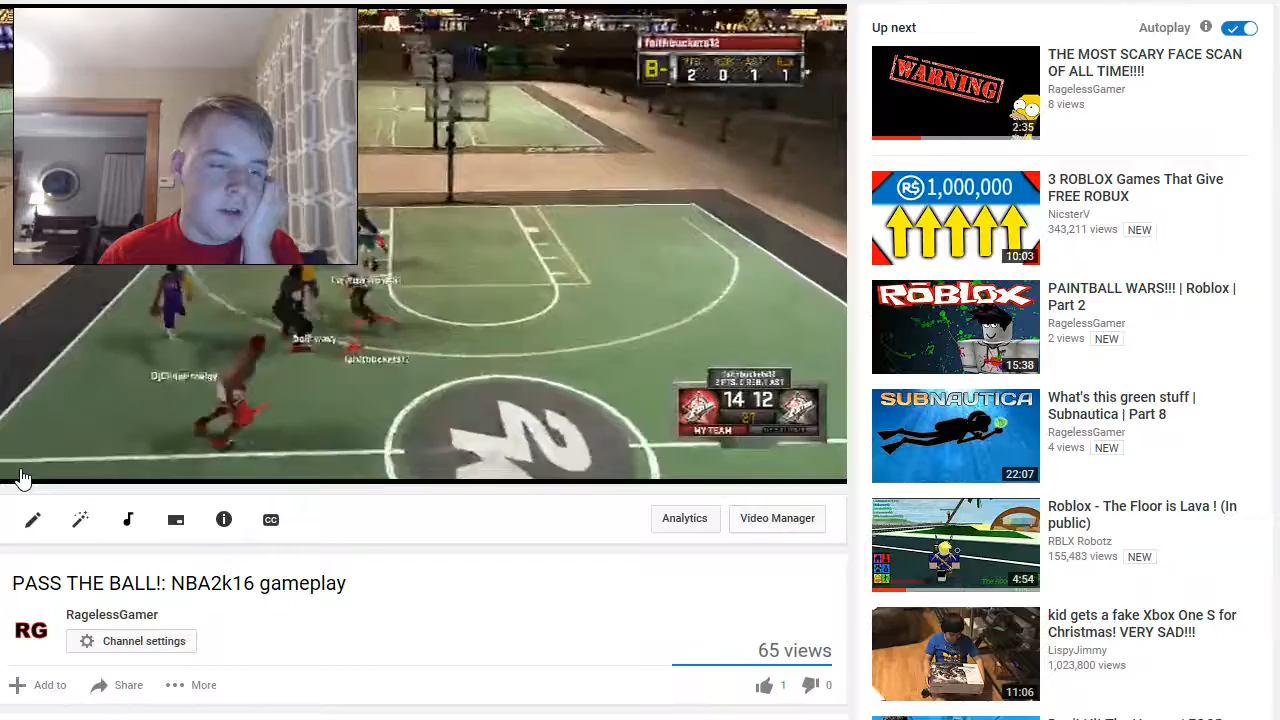 faithbuckets12
B-
2 0 1 1
faithbuckets12
14 12
27
MY TEAM
2K
Analytics
Video Manager
PASS THE BALL!: NBA2k16 gameplay
RG
RagelessGamer
Channel settings
65 views
Add to
Share
More
1
0
CC
Up next
Autoplay
WARNING
2:35
THE MOST SCARY FACE SCAN
OF ALL TIME!!!!
RagelessGamer
8 views
R$ 1,000,000
10:03
3 ROBLOX Games That Give
FREE ROBUX
NicsterV
343,211 views NEW
ROBLOX
15:38
PAINTBALL WARS!!! | Roblox |
Part 2
RagelessGamer
2 views NEW
SUBNAUTICA
22:07
What's this green stuff |
Subnautica | Part 8
RagelessGamer
4 views NEW
4:54
Roblox - The Floor is Lava ! (In
public)
RBLX Robotz
155,483 views NEW
11:06
kid gets a fake Xbox One S for
Christmas! VERY SAD!!!
LispyJimmy
1,023,800 views